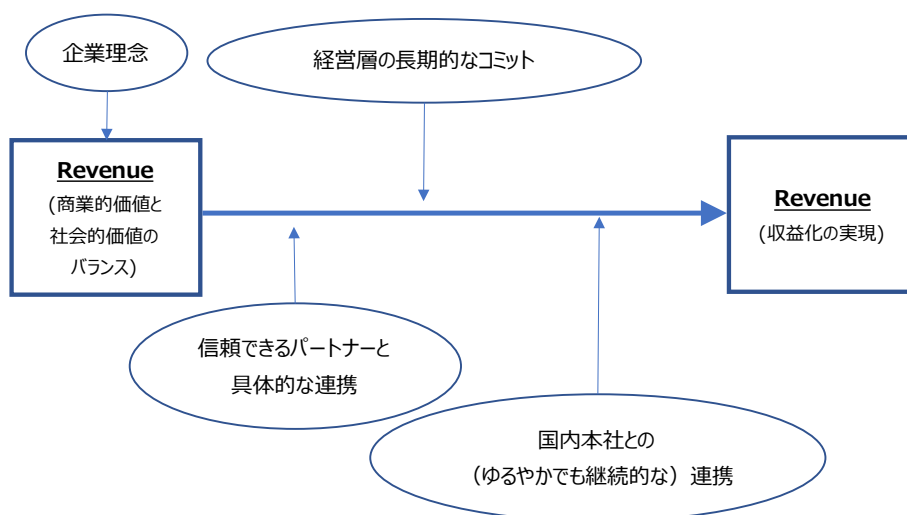 企業理念
経営層の長期的なコミット
Revenue
(商業的価値と
社会的価値の
バランス)
Revenue
(収益化の実現)
信頼できるパートナーと
具体的な連携
国内本社との
（ゆるやかでも継続的な）連携